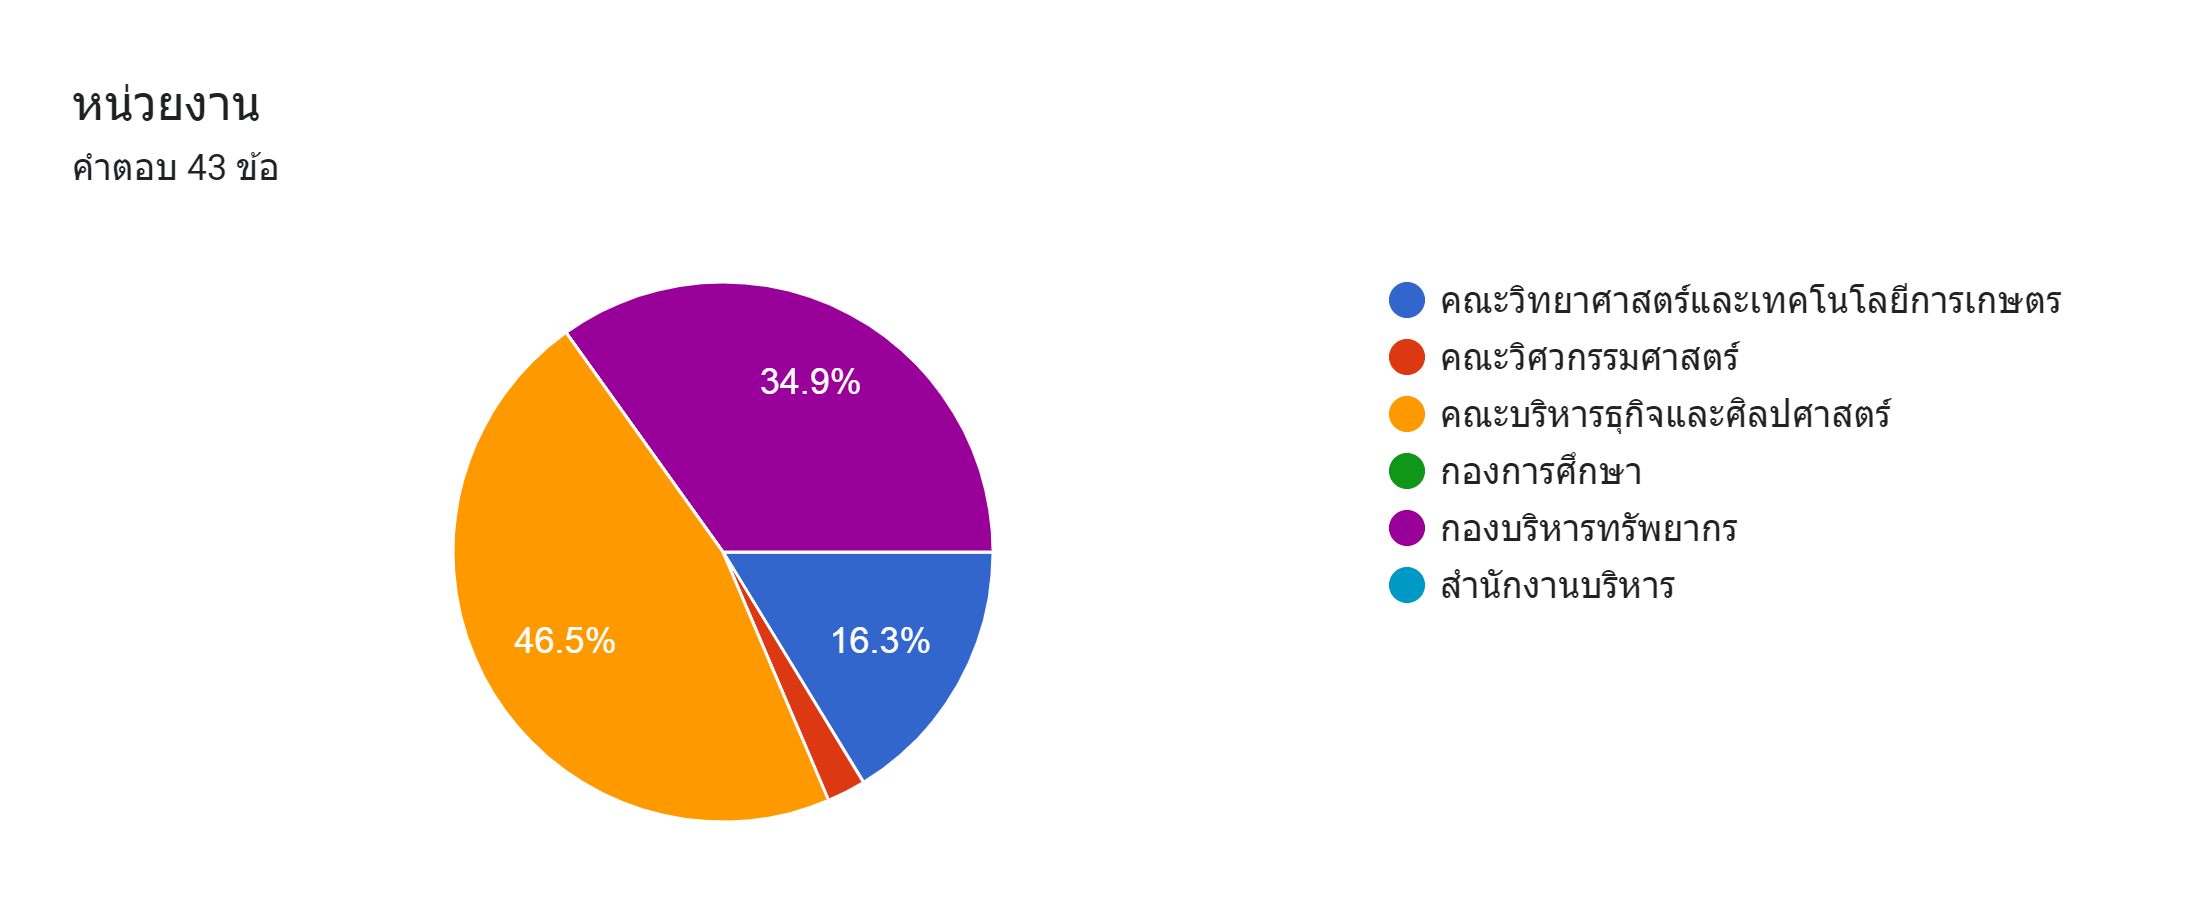 หน่วยงาน
คำตอบ 43 ข้อ
34.9%
46.5%
16.3%
คณะวิทยาศาสตร์และเทคโนโลยีการเกษตร
คณะวิศวกรรมศาสตร์
คณะบริหารธุกิจและศิลปศาสตร์
กองการศึกษา
กองบริหารทรัพยากร
สำนักงานบริหาร